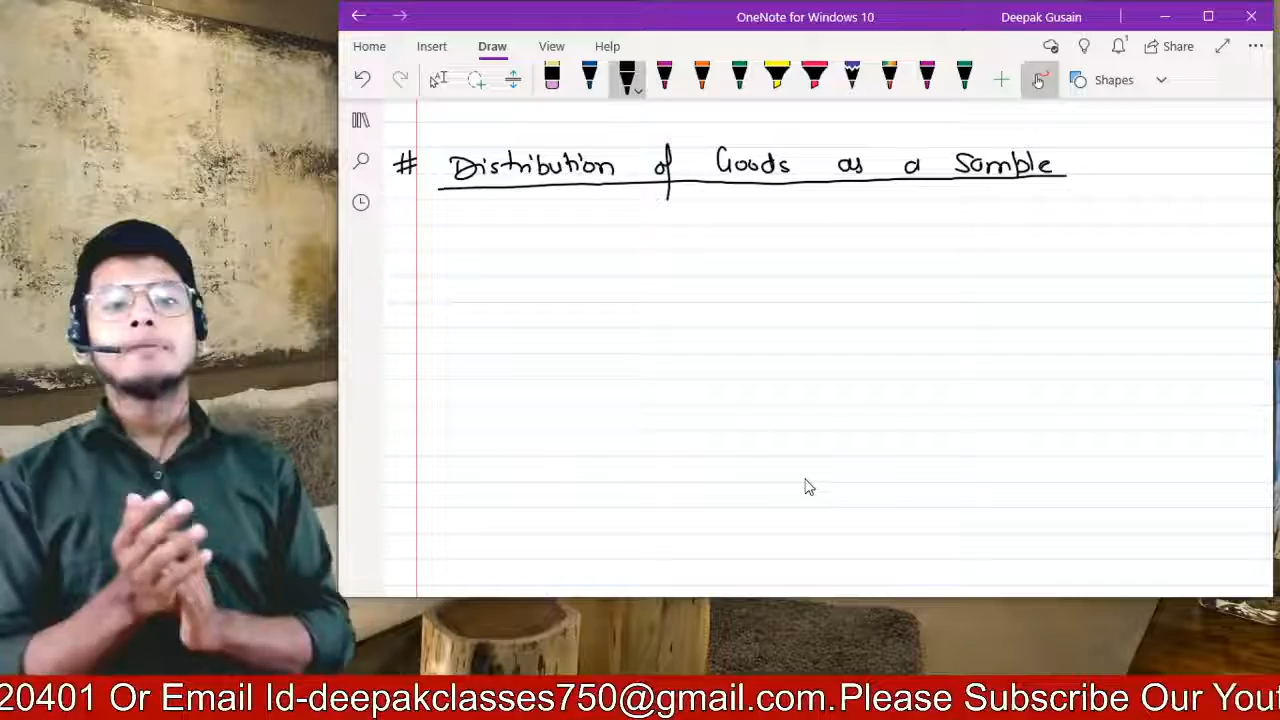 OneNote for Windows 10
Deepak Gusain
Home Insert Draw View Help
1 Share
Shapes
# Distribution of Goods as a Sample
20401 Or Email Id-deepakclasses750@gmail.com.Please Subscribe Our You